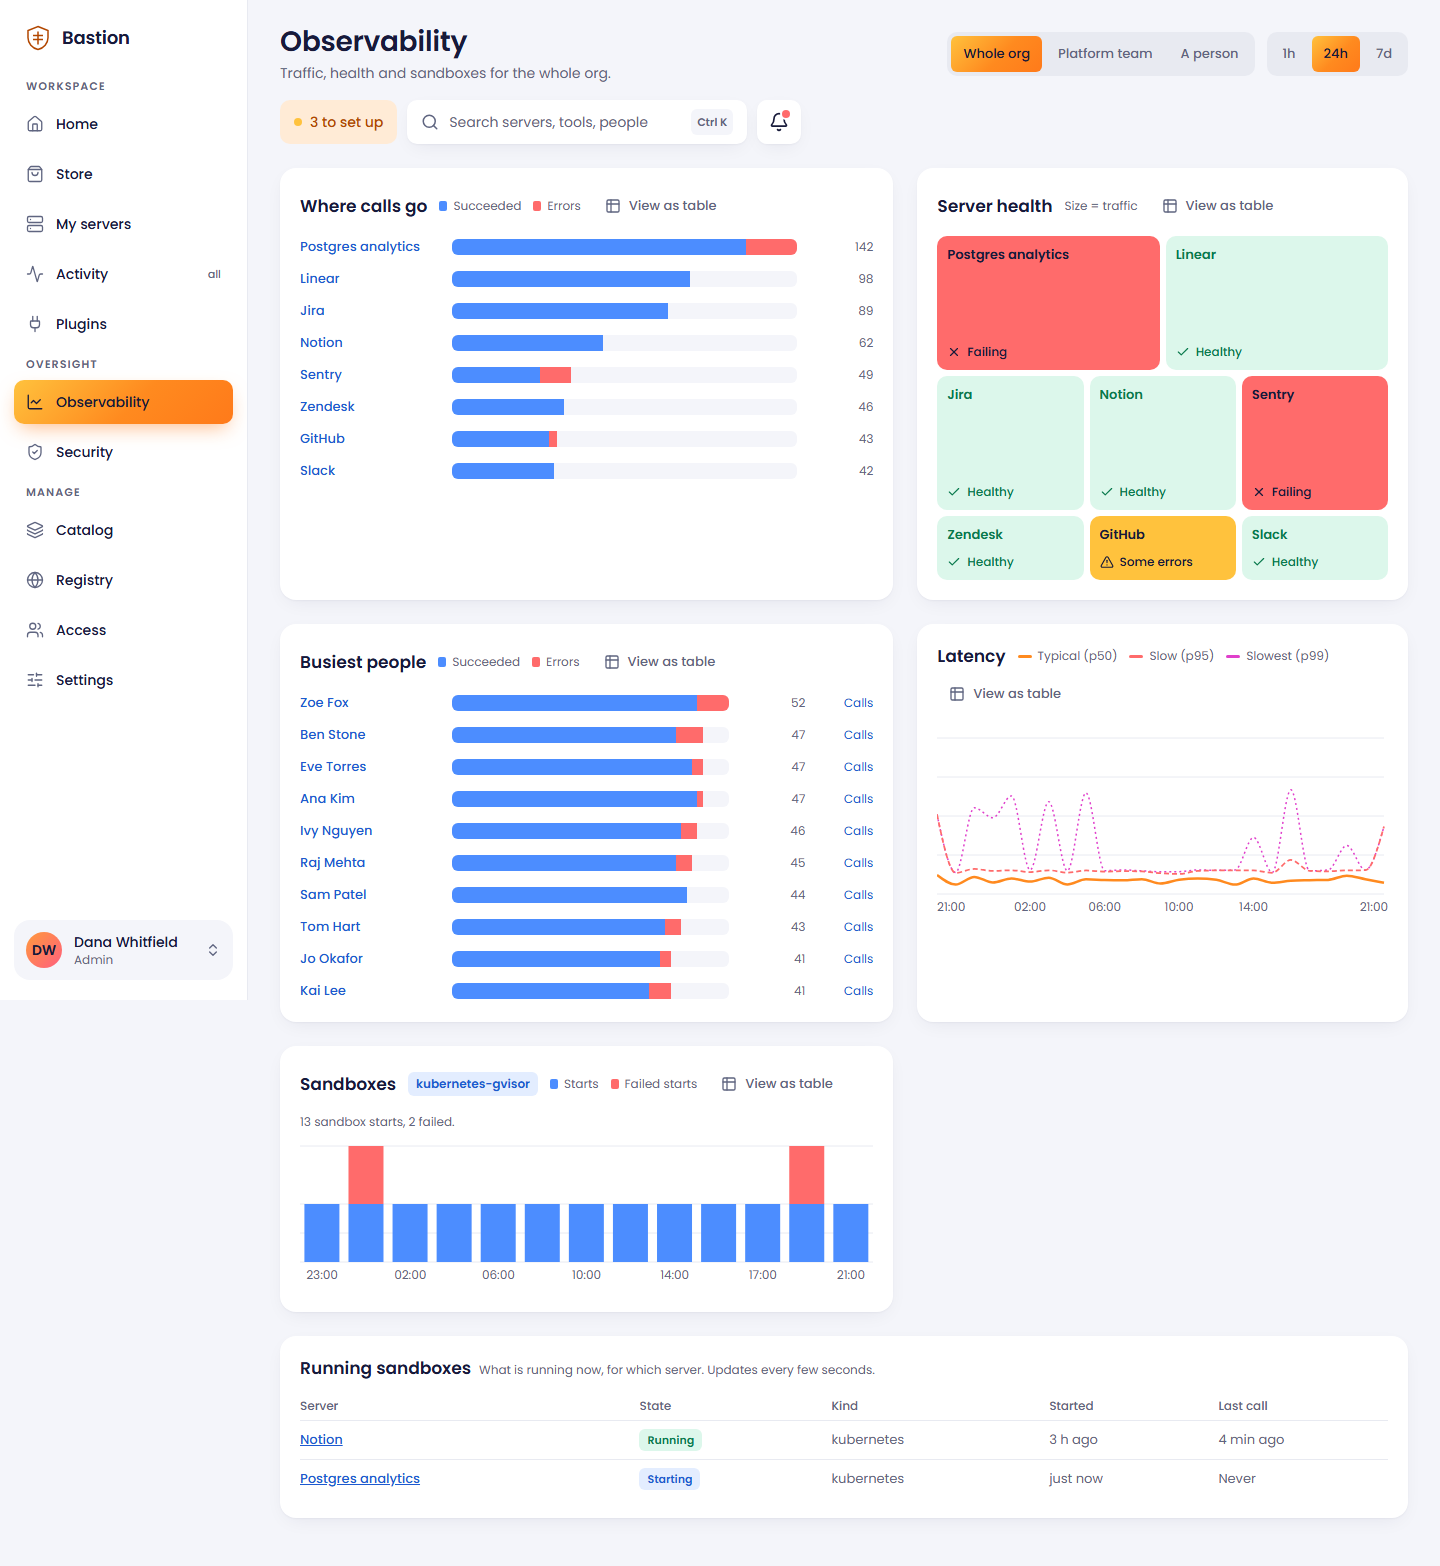 Bastion
WORKSPACE
Home
Store
My servers
Activity all
Plugins
OVERSIGHT
Observability
Security
MANAGE
Catalog
Registry
Access
Settings
DW
Dana Whitfield
Admin
Observability
Traffic, health and sandboxes for the whole org.
Whole org Platform team A person 1h 24h 7d
3 to set up
Search servers, tools, people Ctrl K
Where calls go Succeeded Errors View as table
Postgres analytics 142
Linear 98
Jira 89
Notion 62
Sentry 49
Zendesk 46
GitHub 43
Slack 42
Server health Size = traffic View as table
Postgres analytics
Failing
Linear
Healthy
Jira
Healthy
Notion
Healthy
Sentry
Failing
Zendesk
Healthy
GitHub
Some errors
Slack
Healthy
Busiest people Succeeded Errors View as table
Zoe Fox 52 Calls
Ben Stone 47 Calls
Eve Torres 47 Calls
Ana Kim 47 Calls
Ivy Nguyen 46 Calls
Raj Mehta 45 Calls
Sam Patel 44 Calls
Tom Hart 43 Calls
Jo Okafor 41 Calls
Kai Lee 41 Calls
Latency Typical (p50) Slow (p95) Slowest (p99)
View as table
21:00 02:00 06:00 10:00 14:00 21:00
Sandboxes kubernetes-gvisor Starts Failed starts View as table
13 sandbox starts, 2 failed.
23:00 02:00 06:00 10:00 14:00 17:00 21:00
Running sandboxes What is running now, for which server. Updates every few seconds.
Server State Kind Started Last call
Notion Running kubernetes 3 h ago 4 min ago
Postgres analytics Starting kubernetes just now Never